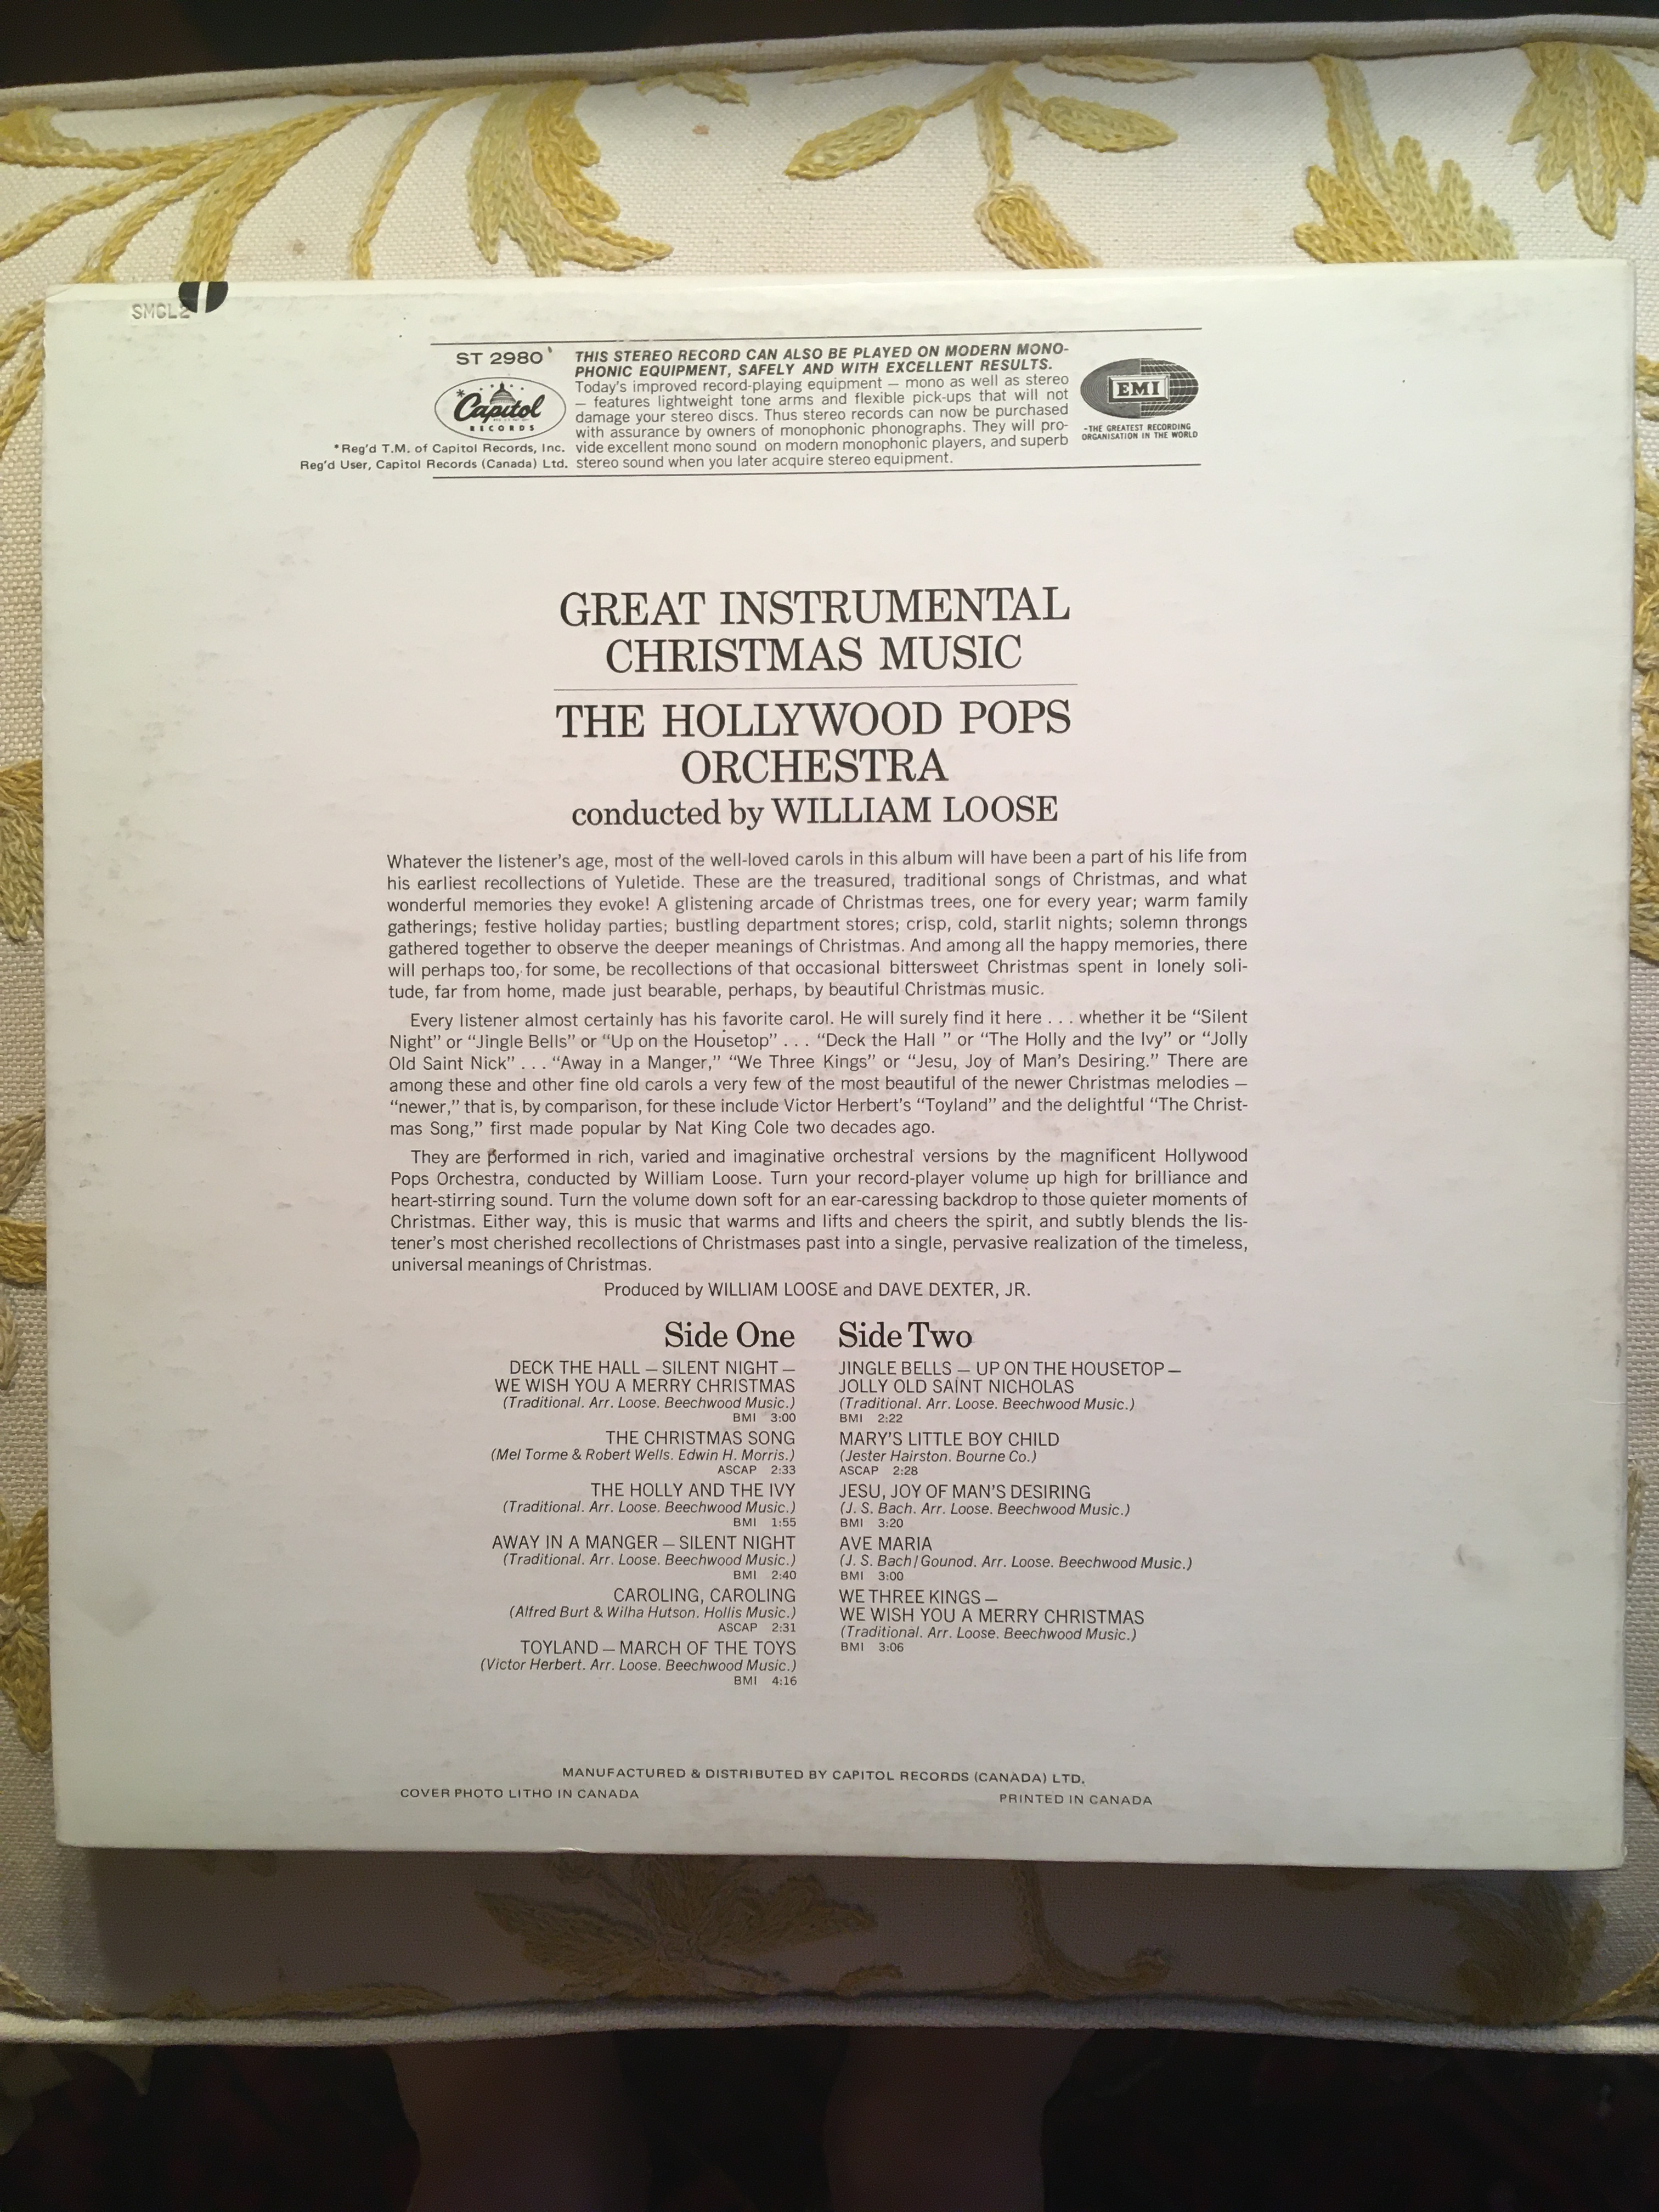 SMCL2
ST 2980
Capitol
RECORDS
*Reg'd T.M. of Capitol Records, Inc.
Reg'd User, Capitol Records (Canada) Ltd.
THIS STEREO RECORD CAN ALSO BE PLAYED ON MODERN MONO-
PHONIC EQUIPMENT, SAFELY AND WITH EXCELLENT RESULTS.
Today's improved record-playing equipment — mono as well as stereo
— features lightweight tone arms and flexible pick-ups that will not
damage your stereo discs. Thus stereo records can now be purchased
with assurance by owners of monophonic phonographs. They will pro-
vide excellent mono sound on modern monophonic players, and superb
stereo sound when you later acquire stereo equipment.
EMI
-THE GREATEST RECORDING
ORGANISATION IN THE WORLD
GREAT INSTRUMENTAL
CHRISTMAS MUSIC
THE HOLLYWOOD POPS
ORCHESTRA
conducted by WILLIAM LOOSE
Whatever the listener's age, most of the well-loved carols in this album will have been a part of his life from
his earliest recollections of Yuletide. These are the treasured, traditional songs of Christmas, and what
wonderful memories they evoke! A glistening arcade of Christmas trees, one for every year; warm family
gatherings; festive holiday parties; bustling department stores; crisp, cold, starlit nights; solemn throngs
gathered together to observe the deeper meanings of Christmas. And among all the happy memories, there
will perhaps too, for some, be recollections of that occasional bittersweet Christmas spent in lonely soli-
tude, far from home, made just bearable, perhaps, by beautiful Christmas music.
Every listener almost certainly has his favorite carol. He will surely find it here . . . whether it be “Silent
Night” or “Jingle Bells” or “Up on the Housetop” . . . “Deck the Hall ” or “The Holly and the Ivy” or “Jolly
Old Saint Nick” . . . “Away in a Manger,” “We Three Kings” or “Jesu, Joy of Man's Desiring.” There are
among these and other fine old carols a very few of the most beautiful of the newer Christmas melodies —
“newer,” that is, by comparison, for these include Victor Herbert's “Toyland” and the delightful “The Christ-
mas Song,” first made popular by Nat King Cole two decades ago.
They are performed in rich, varied and imaginative orchestral versions by the magnificent Hollywood
Pops Orchestra, conducted by William Loose. Turn your record-player volume up high for brilliance and
heart-stirring sound. Turn the volume down soft for an ear-caressing backdrop to those quieter moments of
Christmas. Either way, this is music that warms and lifts and cheers the spirit, and subtly blends the lis-
tener's most cherished recollections of Christmases past into a single, pervasive realization of the timeless,
universal meanings of Christmas.
Produced by WILLIAM LOOSE and DAVE DEXTER, JR.
Side One
DECK THE HALL — SILENT NIGHT —
WE WISH YOU A MERRY CHRISTMAS
(Traditional. Arr. Loose. Beechwood Music.)
BMI 3:00
THE CHRISTMAS SONG
(Mel Torme & Robert Wells. Edwin H. Morris.)
ASCAP 2:33
THE HOLLY AND THE IVY
(Traditional. Arr. Loose. Beechwood Music.)
BMI 1:55
AWAY IN A MANGER — SILENT NIGHT
(Traditional. Arr. Loose. Beechwood Music.)
BMI 2:40
CAROLING, CAROLING
(Alfred Burt & Wilha Hutson. Hollis Music.)
ASCAP 2:31
TOYLAND — MARCH OF THE TOYS
(Victor Herbert. Arr. Loose. Beechwood Music.)
BMI 4:16
Side Two
JINGLE BELLS — UP ON THE HOUSETOP —
JOLLY OLD SAINT NICHOLAS
(Traditional. Arr. Loose. Beechwood Music.)
BMI 2:22
MARY'S LITTLE BOY CHILD
(Jester Hairston. Bourne Co.)
ASCAP 2:28
JESU, JOY OF MAN'S DESIRING
(J. S. Bach. Arr. Loose. Beechwood Music.)
BMI 3:20
AVE MARIA
(J. S. Bach/Gounod. Arr. Loose. Beechwood Music.)
BMI 3:00
WE THREE KINGS —
WE WISH YOU A MERRY CHRISTMAS
(Traditional. Arr. Loose. Beechwood Music.)
BMI 3:06
MANUFACTURED & DISTRIBUTED BY CAPITOL RECORDS (CANADA) LTD.
COVER PHOTO LITHO IN CANADA
PRINTED IN CANADA